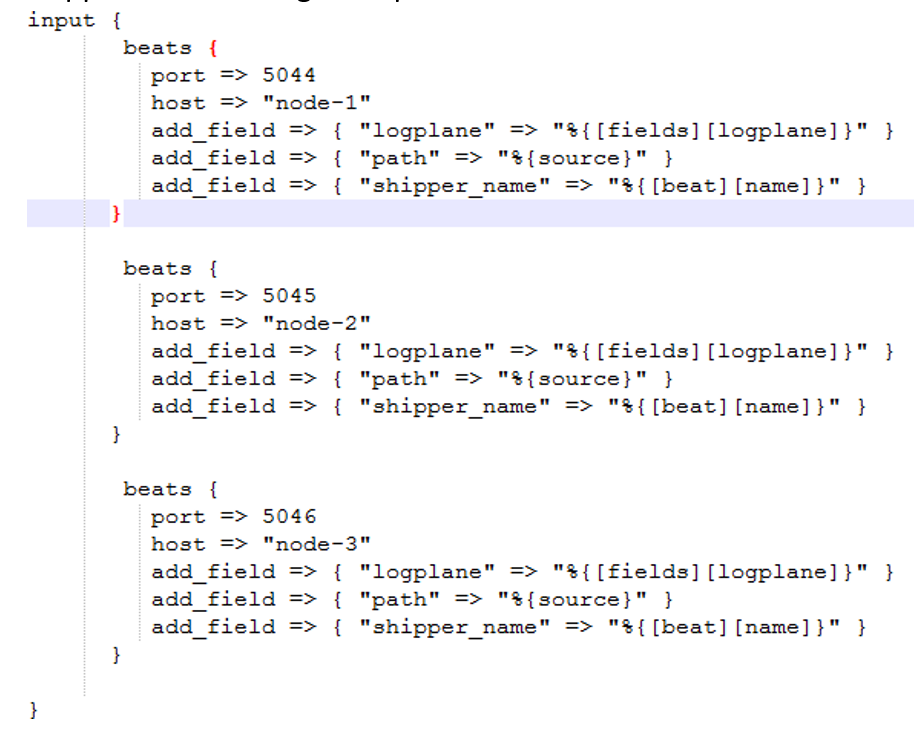 input {
beats {
port => 5044
host => "node-1"
add_field => { "logplane" => "%{[fields][logplane]}" }
add_field => { "path" => "%{source}" }
add_field => { "shipper_name" => "%{[beat][name]}" }
}
beats {
port => 5045
host => "node-2"
add_field => { "logplane" => "%{[fields][logplane]}" }
add_field => { "path" => "%{source}" }
add_field => { "shipper_name" => "%{[beat][name]}" }
}
beats {
port => 5046
host => "node-3"
add_field => { "logplane" => "%{[fields][logplane]}" }
add_field => { "path" => "%{source}" }
add_field => { "shipper_name" => "%{[beat][name]}" }
}
}